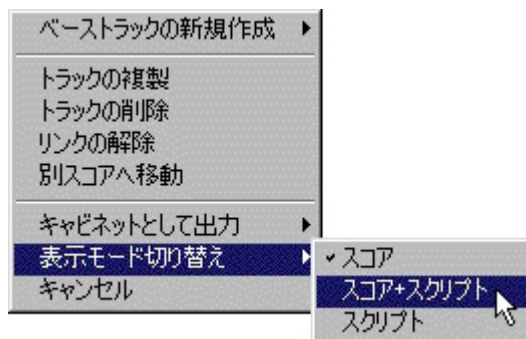 ベーストラックの新規作成
トラックの複製
トラックの削除
リンクの解除
別スコアへ移動
キャビネットとして出力
表示モード切り替え
キャンセル
スコア
スコア+スクリプト
スクリプト